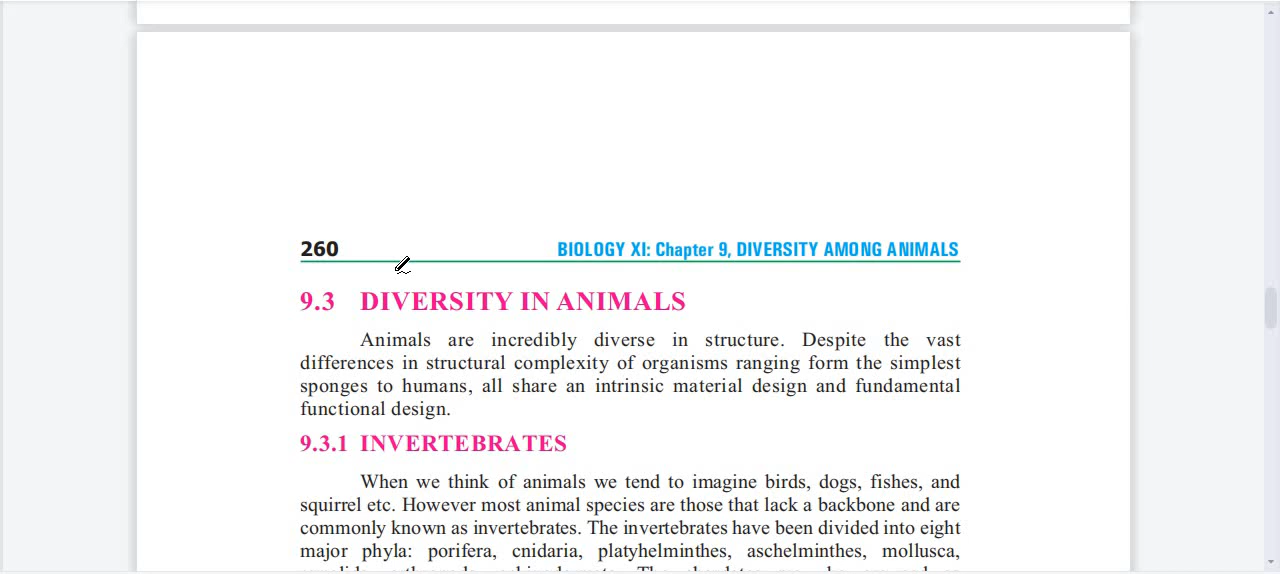 260
BIOLOGY XI: Chapter 9, DIVERSITY AMONG ANIMALS
9.3 DIVERSITY IN ANIMALS
Animals are incredibly diverse in structure. Despite the vast
differences in structural complexity of organisms ranging form the simplest
sponges to humans, all share an intrinsic material design and fundamental
functional design.
9.3.1 INVERTEBRATES
When we think of animals we tend to imagine birds, dogs, fishes, and
squirrel etc. However most animal species are those that lack a backbone and are
commonly known as invertebrates. The invertebrates have been divided into eight
major phyla: porifera, cnidaria, platyhelminthes, aschelminthes, mollusca,